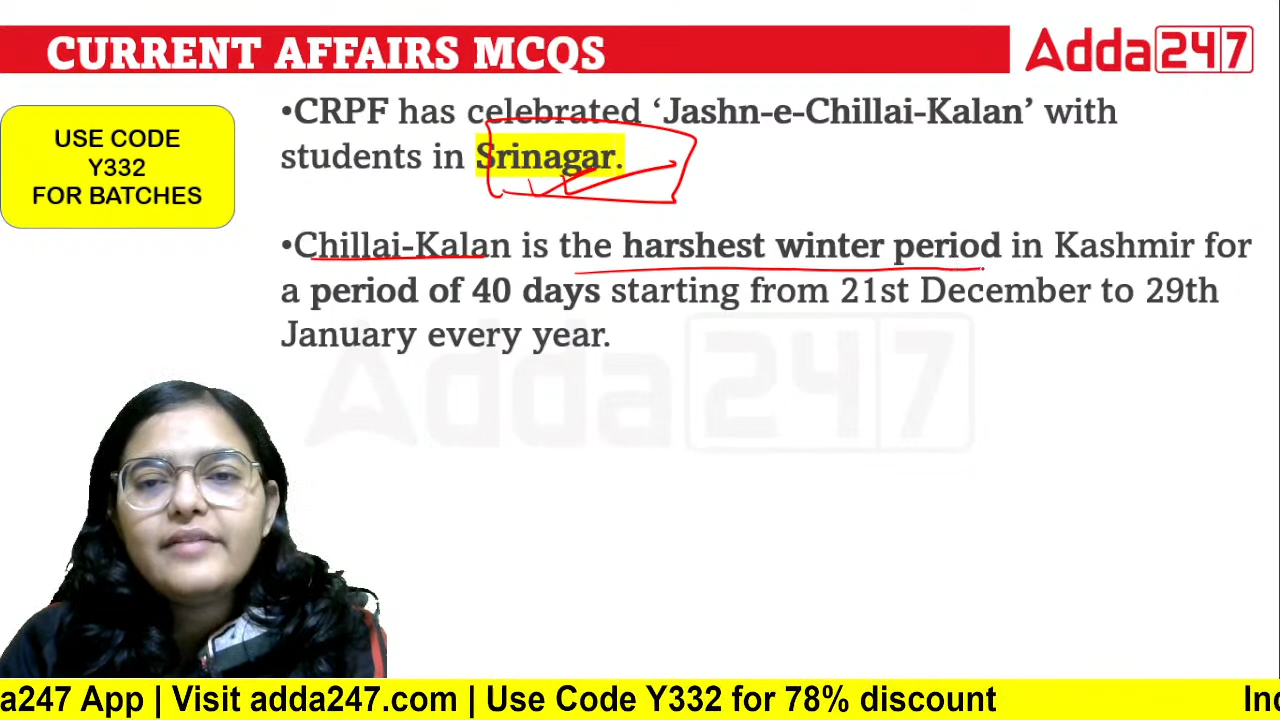 CURRENT AFFAIRS MCQS
Adda247
USE CODE
Y332
FOR BATCHES
•CRPF has celebrated ‘Jashn-e-Chillai-Kalan’ with
students in Srinagar.
•Chillai-Kalan is the harshest winter period in Kashmir for
a period of 40 days starting from 21st December to 29th
January every year.
Adda247
a247 App | Visit adda247.com | Use Code Y332 for 78% discount